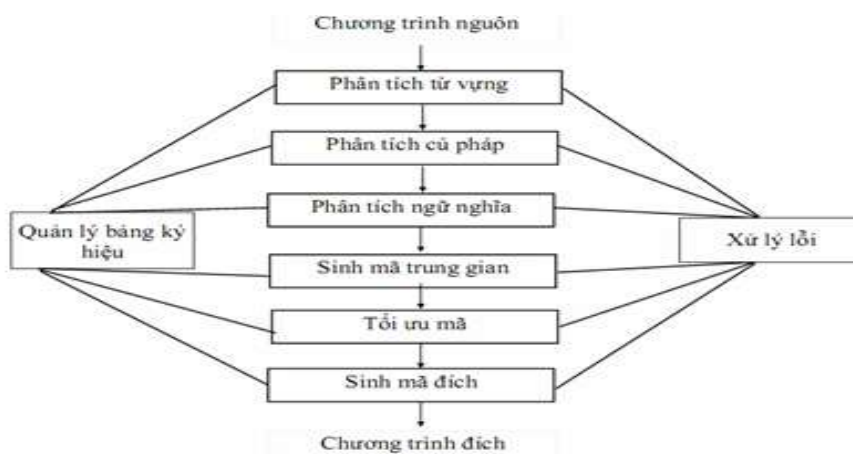 Chương trình nguồn
Phân tích từ vựng
Phân tích cú pháp
Phân tích ngữ nghĩa
Quản lý bảng ký
hiệu
Xử lý lỗi
Sinh mã trung gian
Tối ưu mã
Sinh mã đích
Chương trình đích